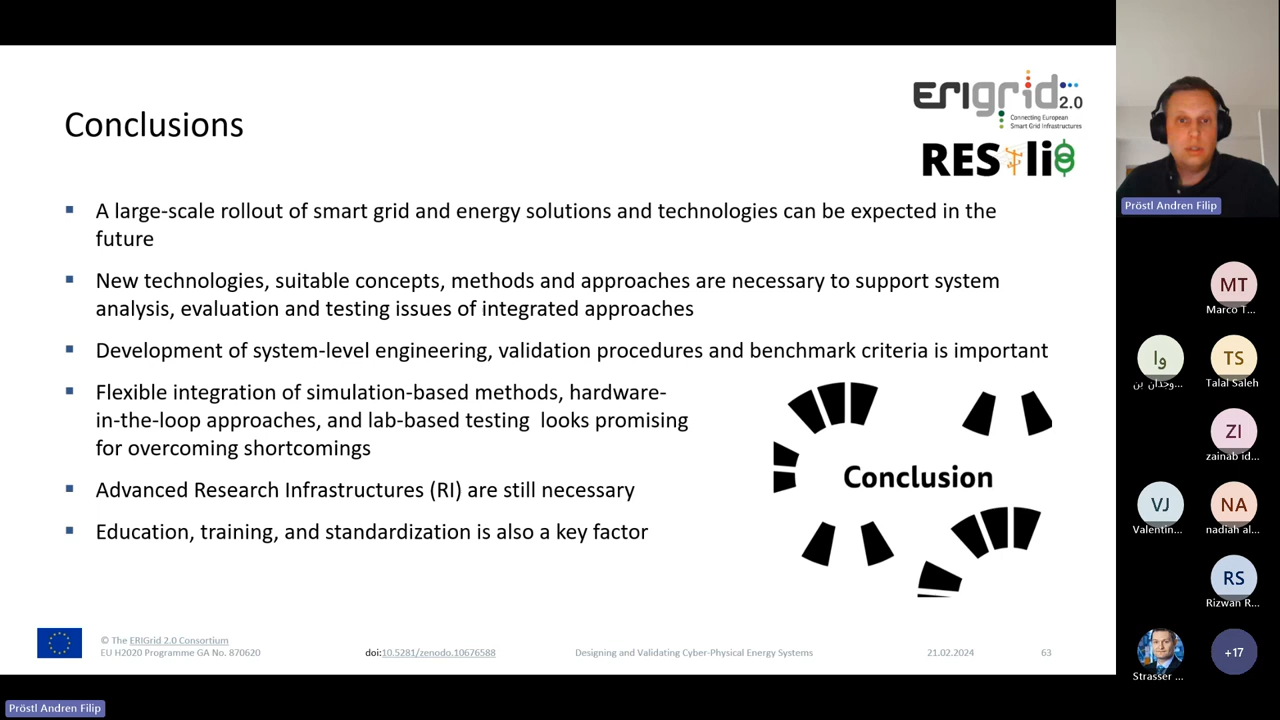 Conclusions
ERIgrid 2.0
Connecting European
Smart Grid Infrastructures
RESili8
A large-scale rollout of smart grid and energy solutions and technologies can be expected in the
future
New technologies, suitable concepts, methods and approaches are necessary to support system
analysis, evaluation and testing issues of integrated approaches
Development of system-level engineering, validation procedures and benchmark criteria is important
Flexible integration of simulation-based methods, hardware-
in-the-loop approaches, and lab-based testing looks promising
for overcoming shortcomings
Advanced Research Infrastructures (RI) are still necessary
Education, training, and standardization is also a key factor
Conclusion
© The ERIGrid 2.0 Consortium
EU H2020 Programme GA No. 870620
doi:10.5281/zenodo.10676588
Designing and Validating Cyber-Physical Energy Systems
21.02.2024
63
Pröstl Andren Filip
MT
Marco T...
وا
وجدان بن...
TS
Talal Saleh
ZI
zainab id...
VJ
Valentin...
NA
nadiah al...
RS
Rizwan R...
Strasser ...
+17
Pröstl Andren Filip